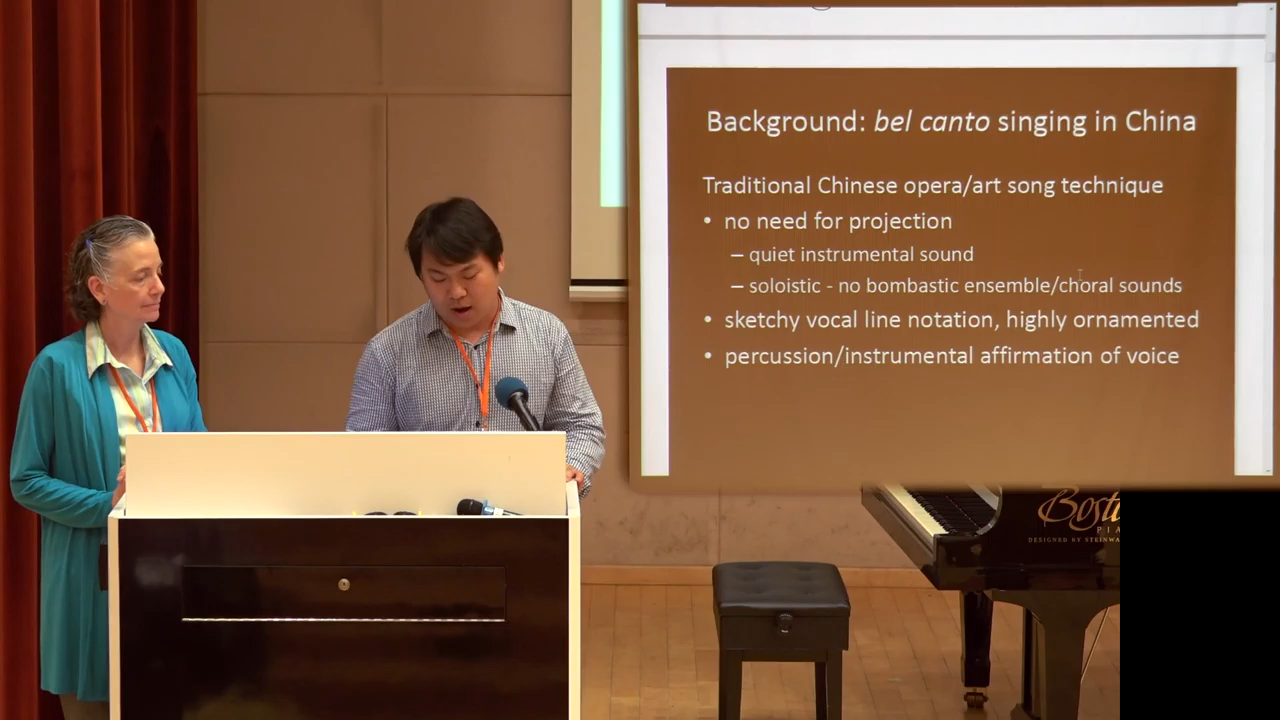 Background: bel canto singing in China
Traditional Chinese opera/art song technique
• no need for projection
– quiet instrumental sound
– soloistic - no bombastic ensemble/choral sounds
• sketchy vocal line notation, highly ornamented
• percussion/instrumental affirmation of voice
DESIGNED BY